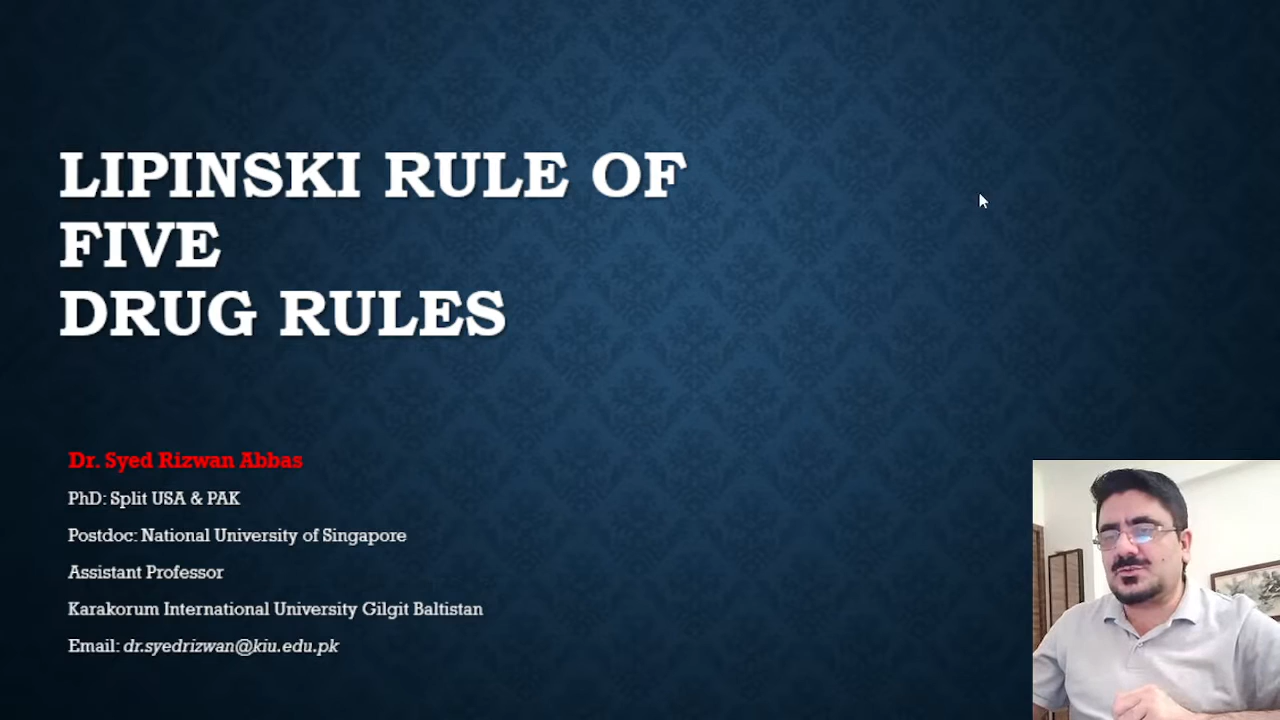 LIPINSKI RULE OF
FIVE
DRUG RULES
Dr. Syed Rizwan Abbas
PhD: Split USA & PAK
Postdoc: National University of Singapore
Assistant Professor
Karakorum International University Gilgit Baltistan
Email: dr.syedrizwan@kiu.edu.pk